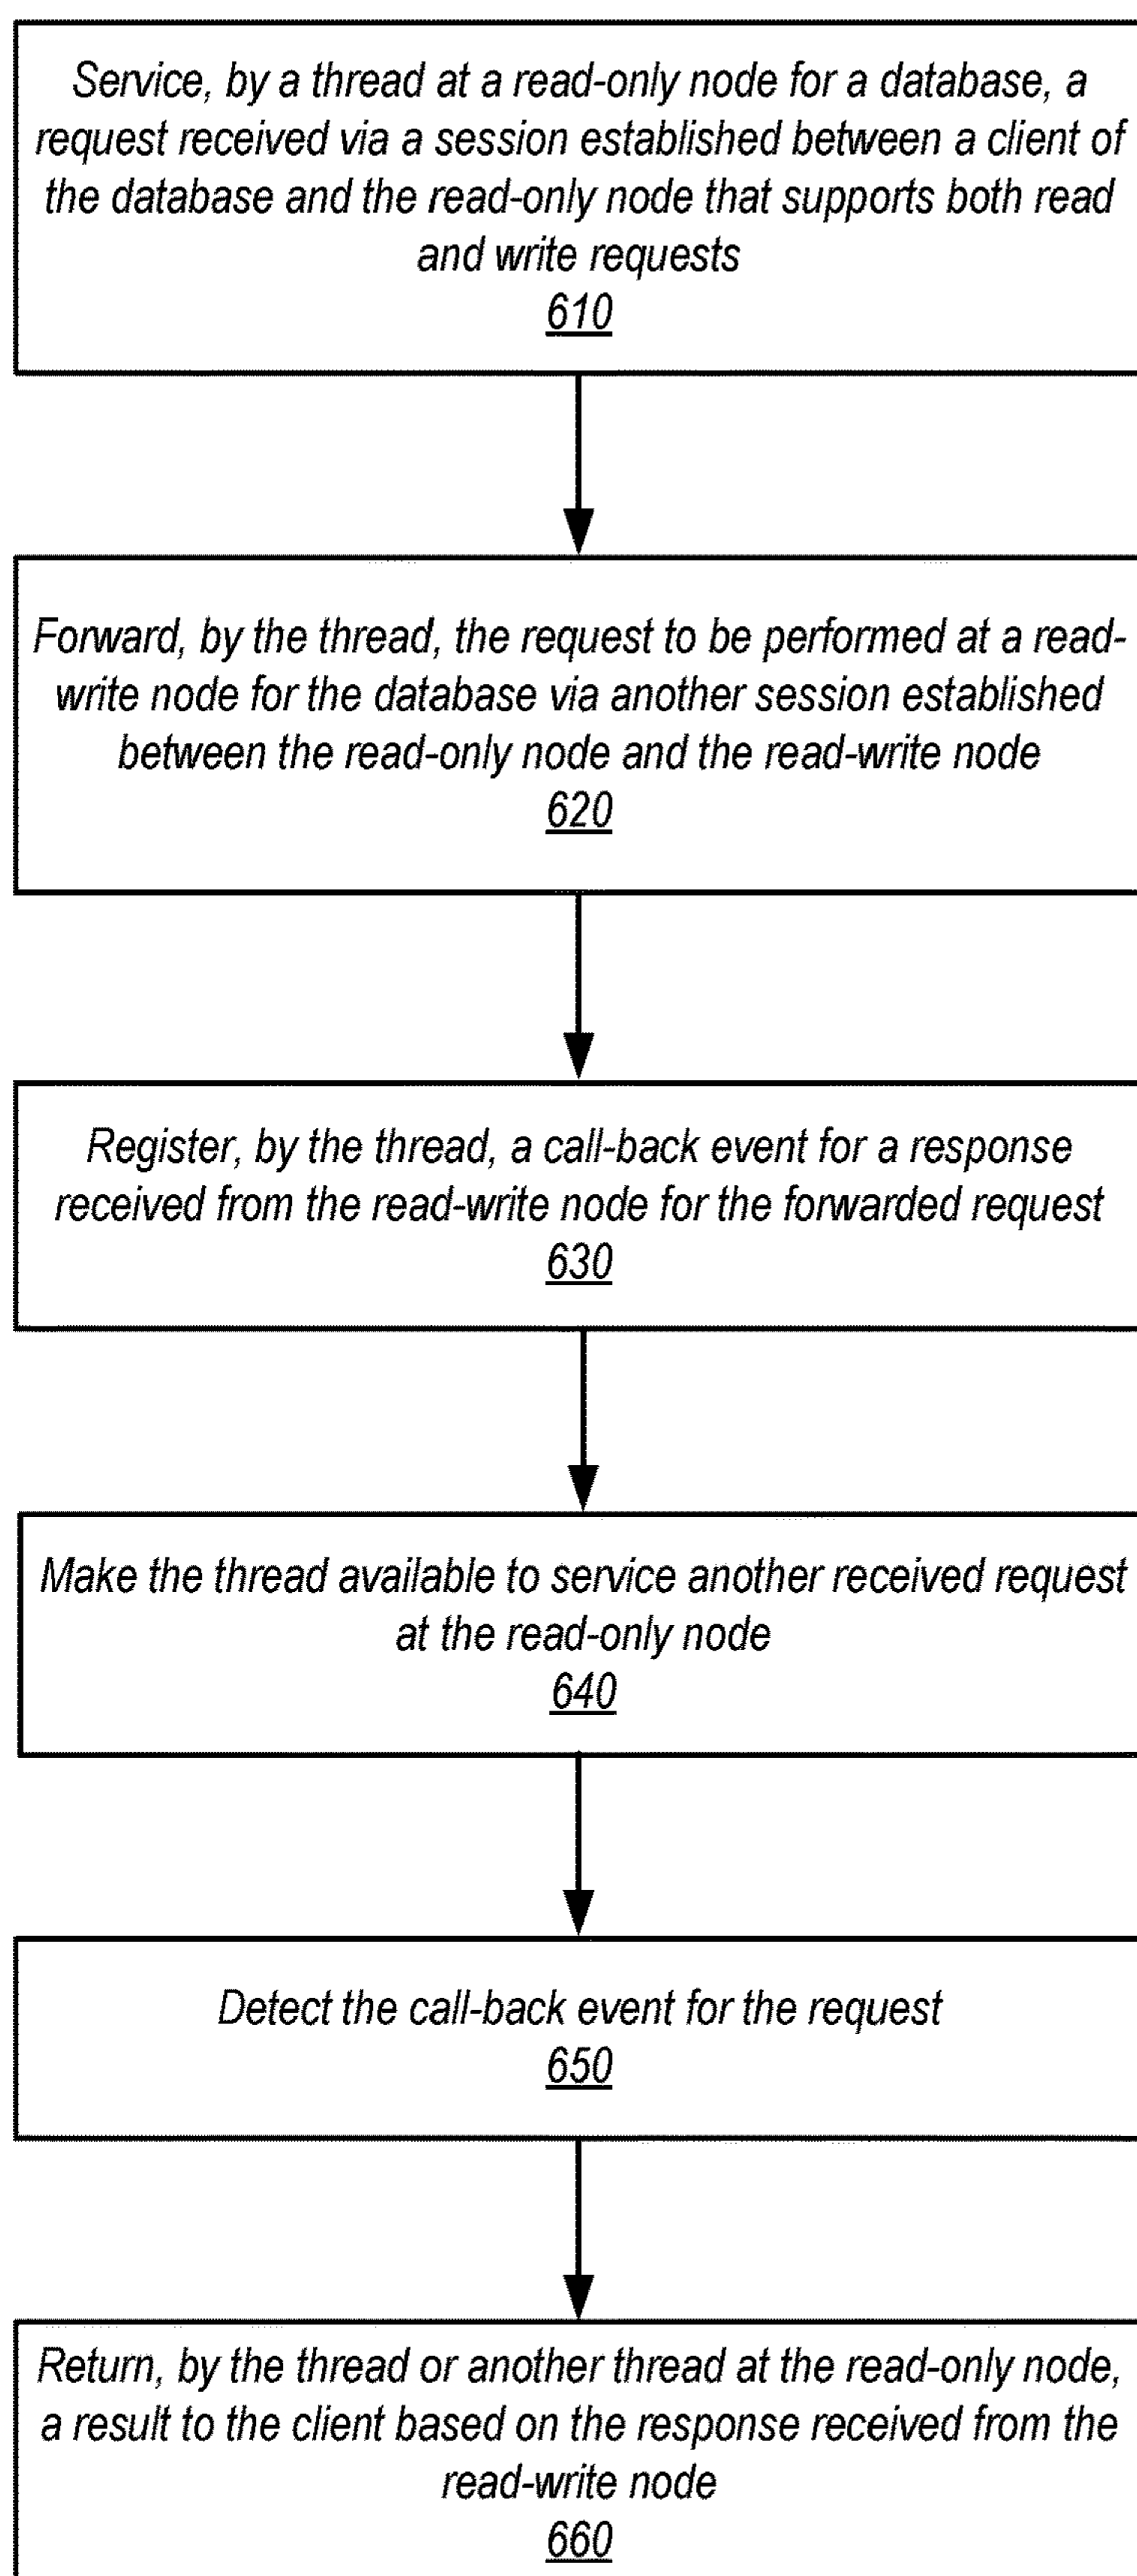 Service, by a thread at a read-only node for a database, a
request received via a session established between a client of
the database and the read-only node that supports both read
and write requests
610
Forward, by the thread, the request to be performed at a read-
write node for the database via another session established
between the read-only node and the read-write node
620
Register, by the thread, a call-back event for a response
received from the read-write node for the forwarded request
630
Make the thread available to service another received request
at the read-only node
640
Detect the call-back event for the request
650
Return, by the thread or another thread at the read-only node,
a result to the client based on the response received from the
read-write node
660